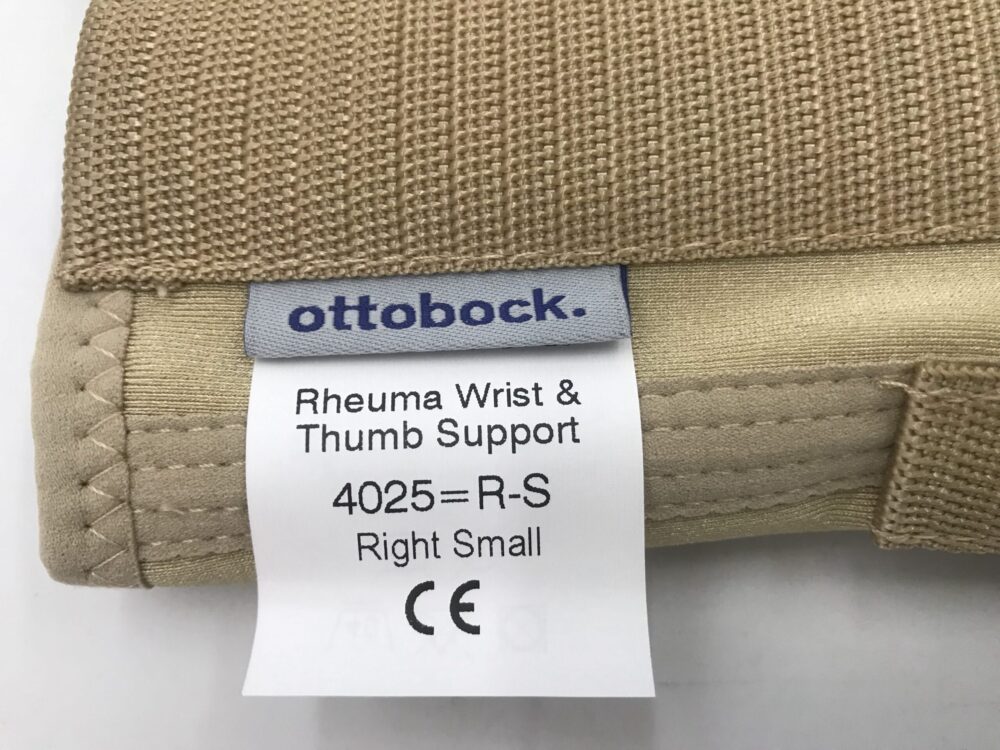 ottobock.
Rheuma Wrist &
Thumb Support
4025=R-S
Right Small
CE